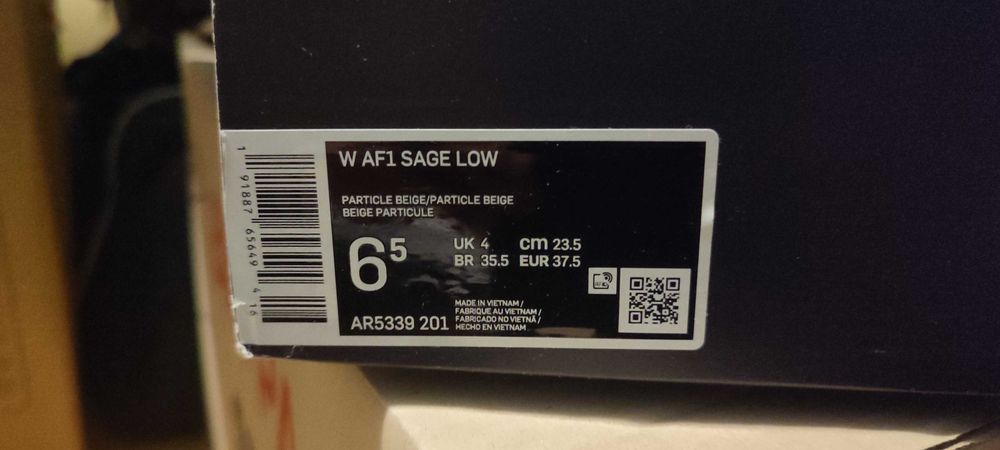 W AF1 SAGE LOW
PARTICLE BEIGE/PARTICLE BEIGE
BEIGE PARTICULE
6⁵
UK 4 cm 23.5
BR 35.5 EUR 37.5
MADE IN VIETNAM /
FABRIQUÉ AU VIETNAM /
FABRICADO NO VIETNÃ /
HECHO EN VIETNAM
AR5339 201
1 91887 65649 4 16